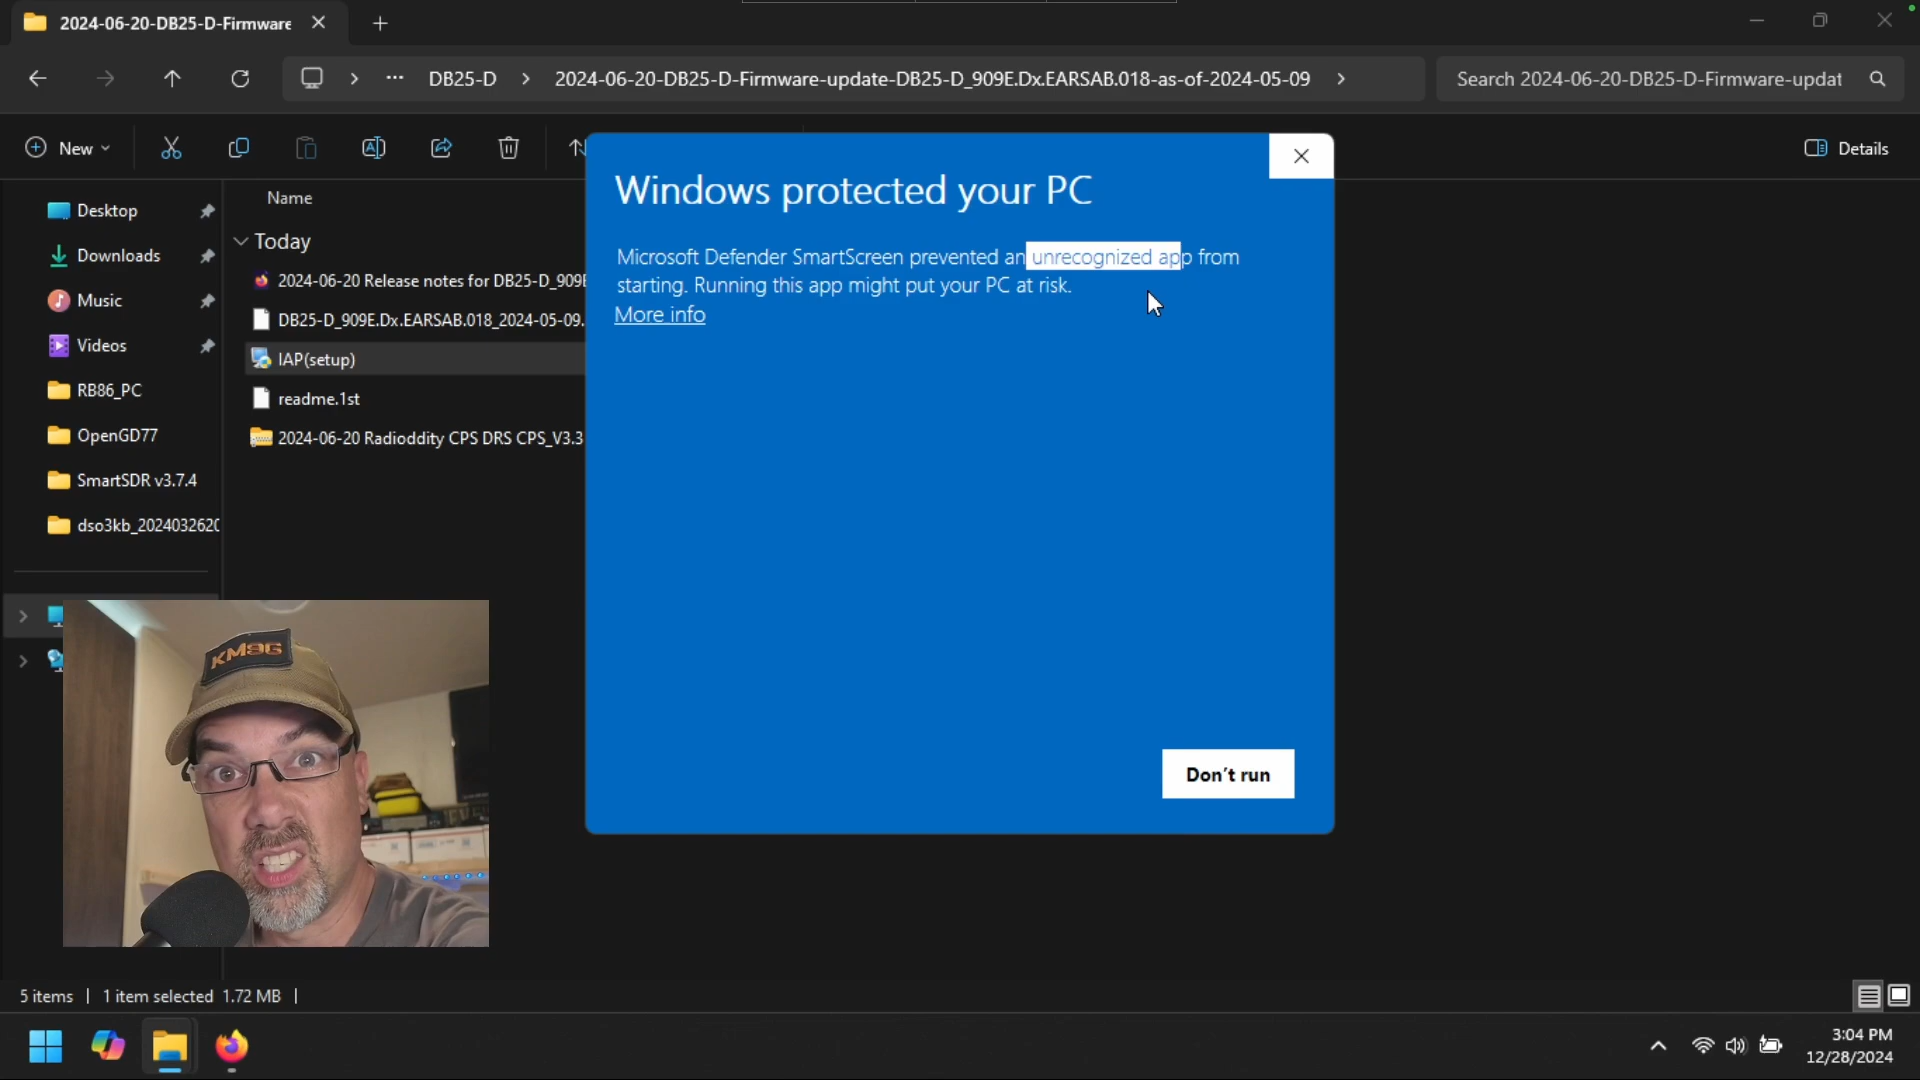 2024-06-20-DB25-D-Firmware
DB25-D
2024-06-20-DB25-D-Firmware-update-DB25-D_909E.Dx.EARSAB.018-as-of-2024-05-09
Search 2024-06-20-DB25-D-Firmware-updat
New
Details
Desktop
Downloads
Music
Videos
RB86_PC
OpenGD77
SmartSDR v3.7.4
dso3kb_2024032620
Name
Today
2024-06-20 Release notes for DB25-D_909E
DB25-D_909E.Dx.EARSAB.018_2024-05-09.
IAP(setup)
readme.1st
2024-06-20 Radioddity CPS DRS CPS_V3.3
Windows protected your PC
Microsoft Defender SmartScreen prevented an unrecognized app from
starting. Running this app might put your PC at risk.
More info
Don't run
KM9G
5 items
1 item selected 1.72 MB
3:04 PM
12/28/2024